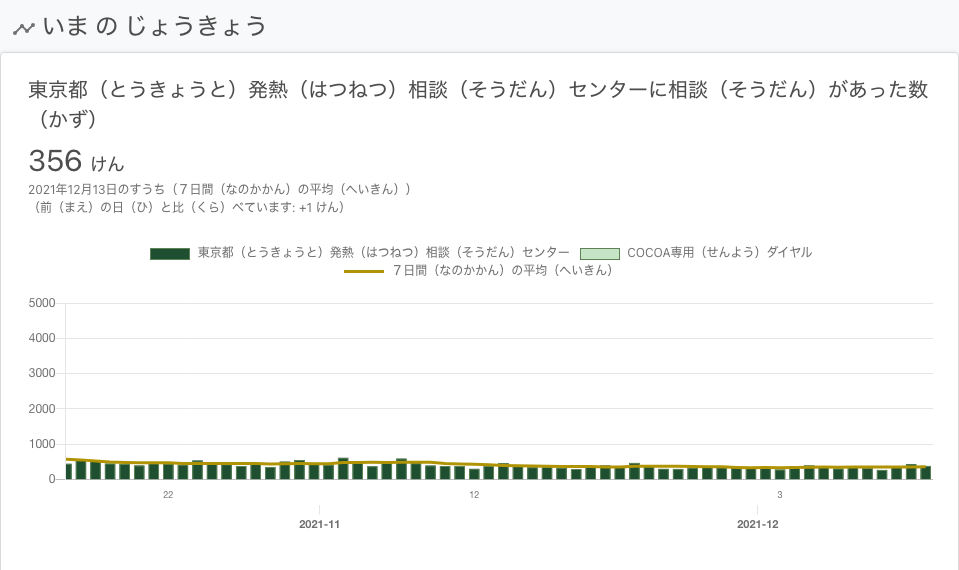 いま の じょうきょう
東京都（とうきょうと）発熱（はつねつ）相談（そうだん）センターに相談（そうだん）があった数
（かず）
356 けん
2021年12月13日のすうち（７日間（なのかかん）の平均（へいきん））
（前（まえ）の日（ひ）と比（くら）べています: +1 けん）
東京都（とうきょうと）発熱（はつねつ）相談（そうだん）センター COCOA専用（せんよう）ダイヤル
７日間（なのかかん）の平均（へいきん）
5000
4000
3000
2000
1000
0
22 12 3
2021-11 2021-12